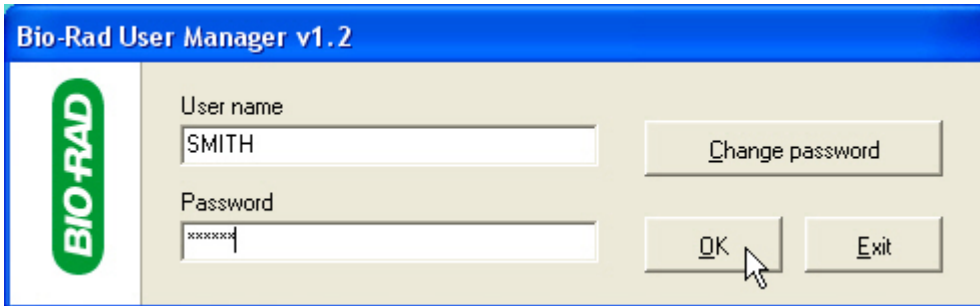 Bio-Rad User Manager v1.2
BIO-RAD
User name
SMITH
Change password
Password
******
OK
Exit